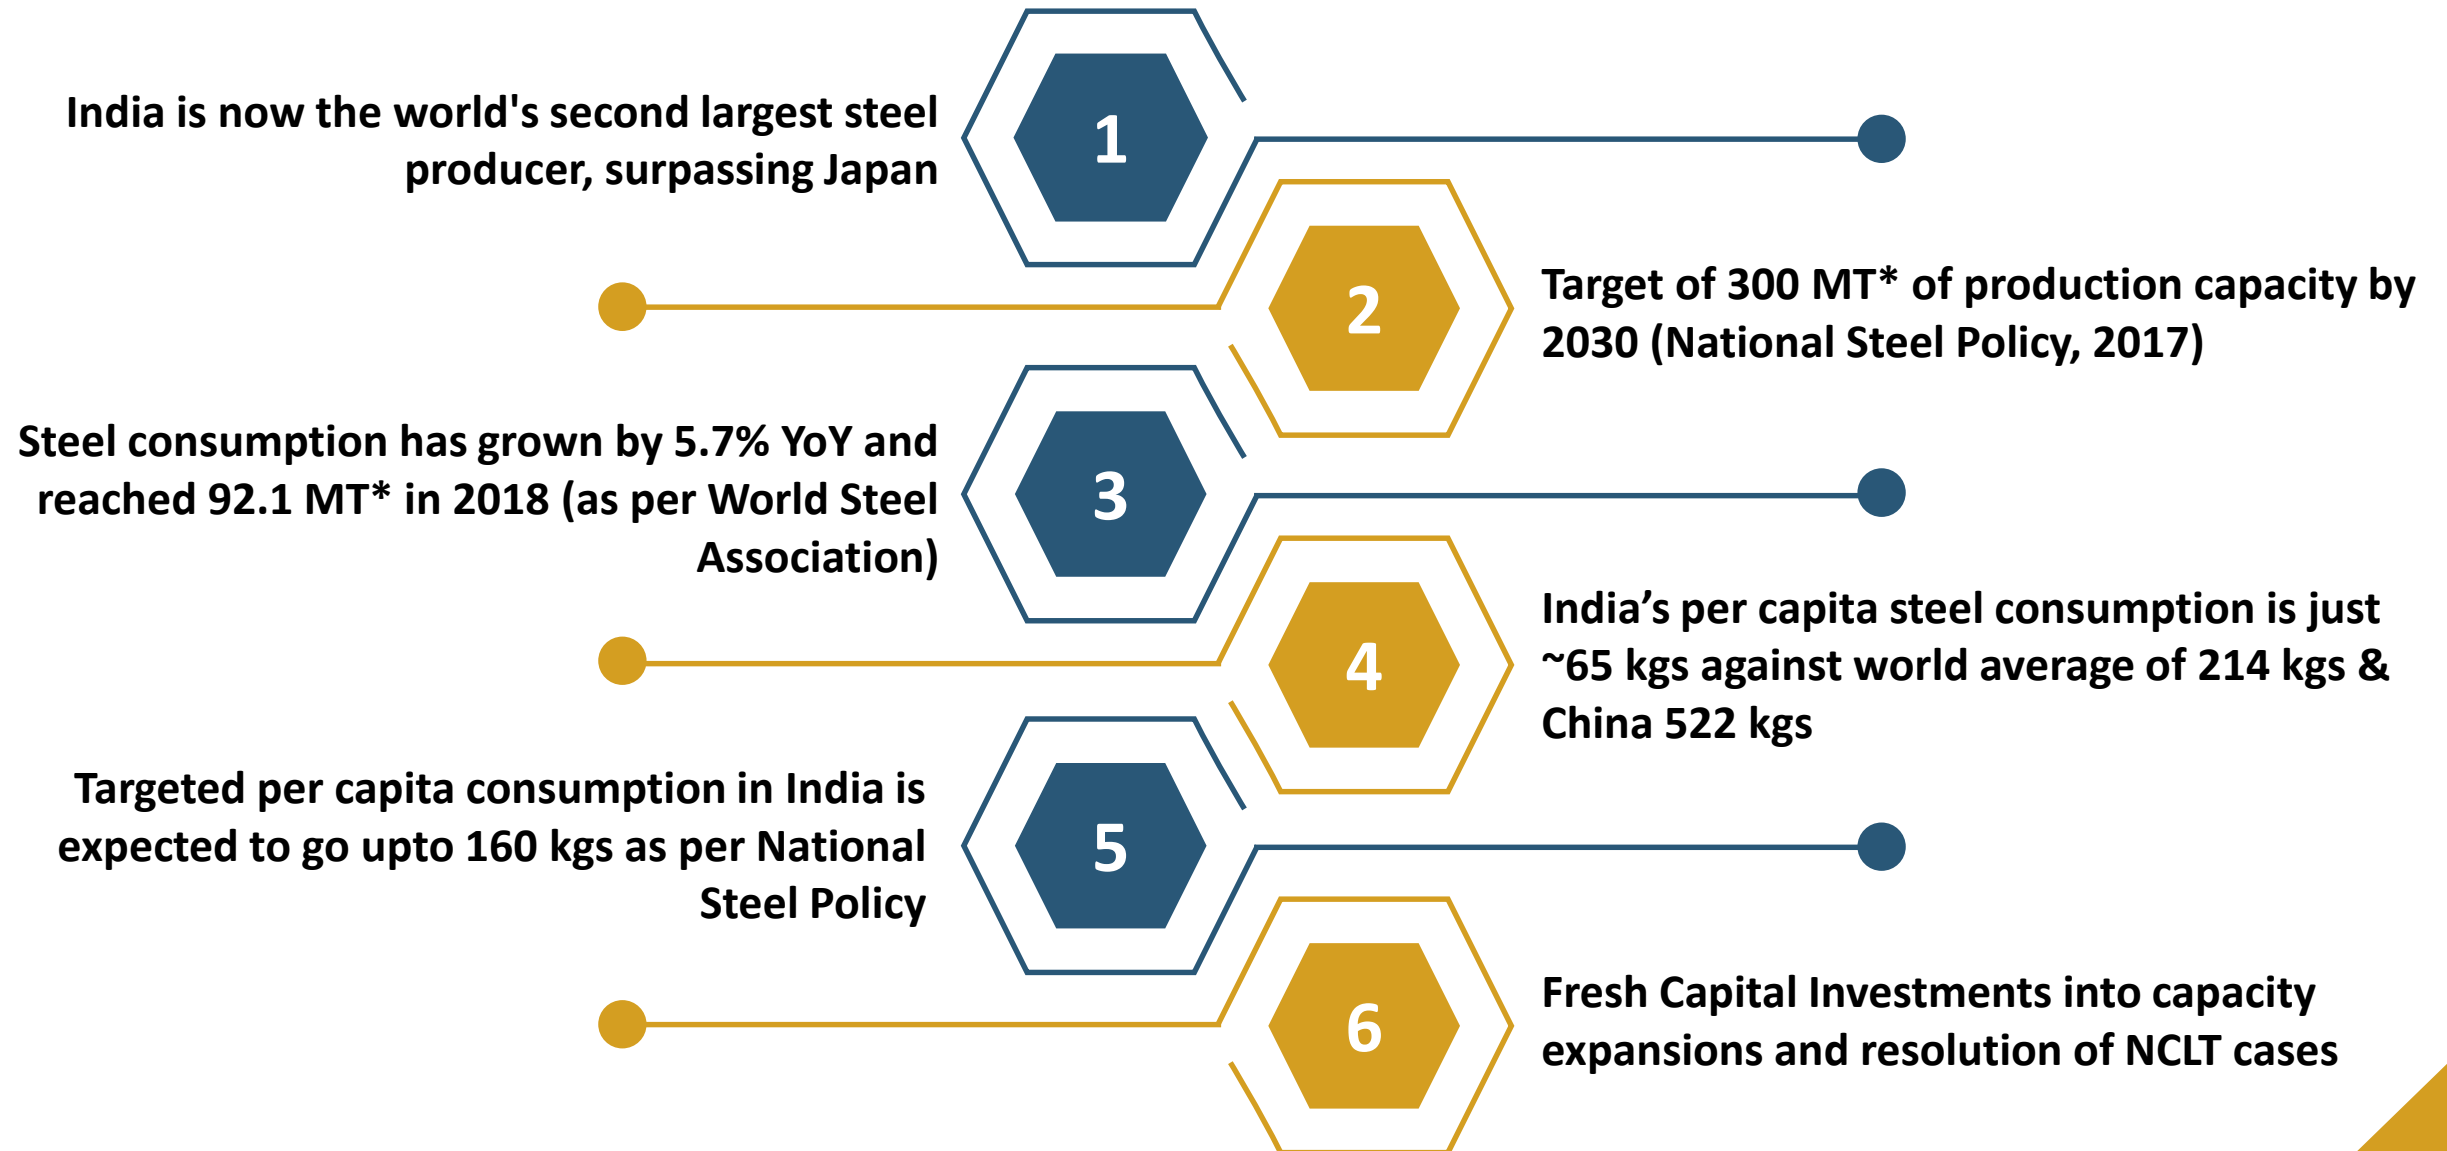 India is now the world's second largest steel
producer, surpassing Japan
1
2
Target of 300 MT* of production capacity by
2030 (National Steel Policy, 2017)
Steel consumption has grown by 5.7% YoY and
reached 92.1 MT* in 2018 (as per World Steel
Association)
3
4
India’s per capita steel consumption is just
~65 kgs against world average of 214 kgs &
China 522 kgs
Targeted per capita consumption in India is
expected to go upto 160 kgs as per National
Steel Policy
5
6
Fresh Capital Investments into capacity
expansions and resolution of NCLT cases